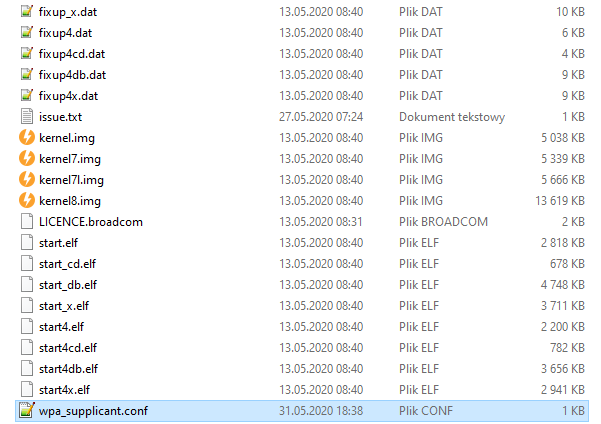 fixup_x.dat 13.05.2020 08:40 Plik DAT 10 KB
fixup4.dat 13.05.2020 08:40 Plik DAT 6 KB
fixup4cd.dat 13.05.2020 08:40 Plik DAT 4 KB
fixup4db.dat 13.05.2020 08:40 Plik DAT 9 KB
fixup4x.dat 13.05.2020 08:40 Plik DAT 9 KB
issue.txt 27.05.2020 07:24 Dokument tekstowy 1 KB
kernel.img 13.05.2020 08:40 Plik IMG 5 038 KB
kernel7.img 13.05.2020 08:40 Plik IMG 5 339 KB
kernel7l.img 13.05.2020 08:40 Plik IMG 5 666 KB
kernel8.img 13.05.2020 08:40 Plik IMG 13 619 KB
LICENCE.broadcom 13.05.2020 08:31 Plik BROADCOM 2 KB
start.elf 13.05.2020 08:40 Plik ELF 2 818 KB
start_cd.elf 13.05.2020 08:40 Plik ELF 678 KB
start_db.elf 13.05.2020 08:40 Plik ELF 4 748 KB
start_x.elf 13.05.2020 08:40 Plik ELF 3 711 KB
start4.elf 13.05.2020 08:40 Plik ELF 2 200 KB
start4cd.elf 13.05.2020 08:40 Plik ELF 782 KB
start4db.elf 13.05.2020 08:40 Plik ELF 3 656 KB
start4x.elf 13.05.2020 08:40 Plik ELF 2 941 KB
wpa_supplicant.conf 31.05.2020 18:38 Plik CONF 1 KB